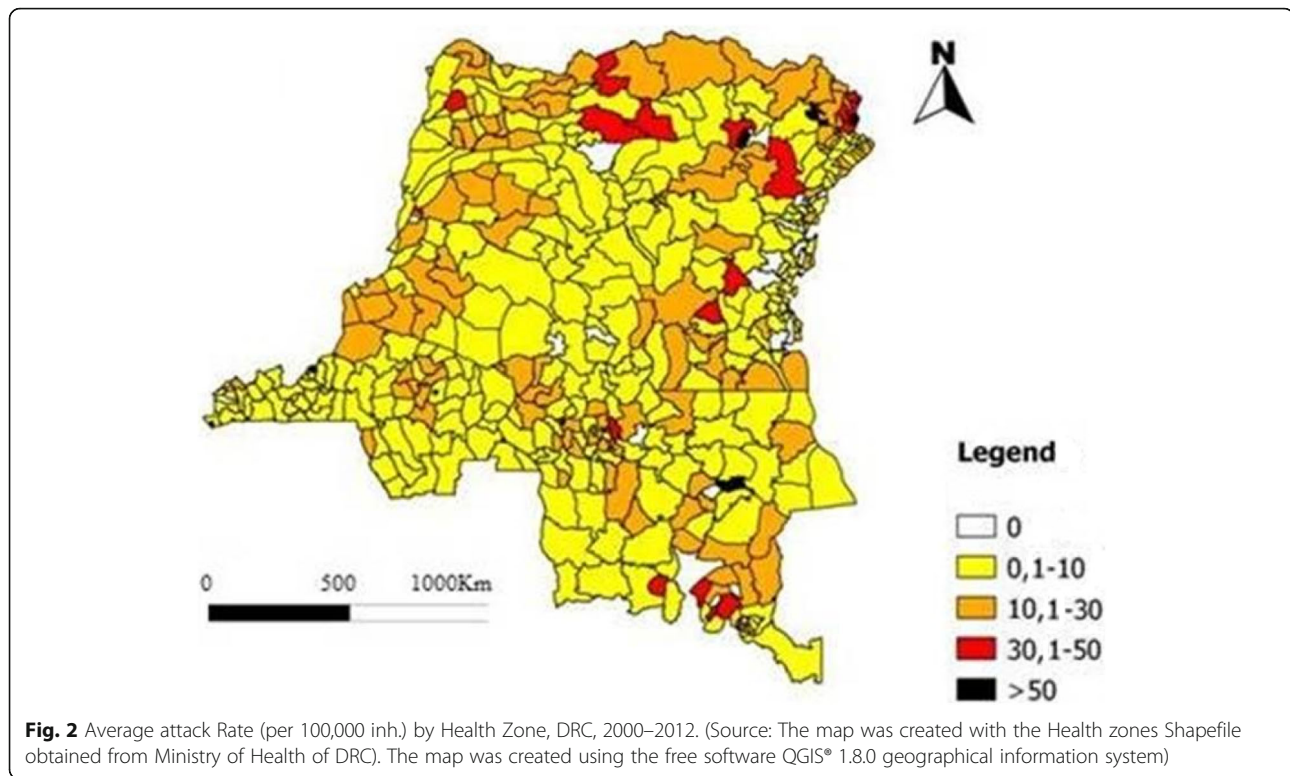 N
Legend
0
0,1-10
10,1-30
30,1-50
>50
0 500 1000Km
Fig. 2 Average attack Rate (per 100,000 inh.) by Health Zone, DRC, 2000–2012. (Source: The map was created with the Health zones Shapefile
obtained from Ministry of Health of DRC). The map was created using the free software QGIS® 1.8.0 geographical information system)